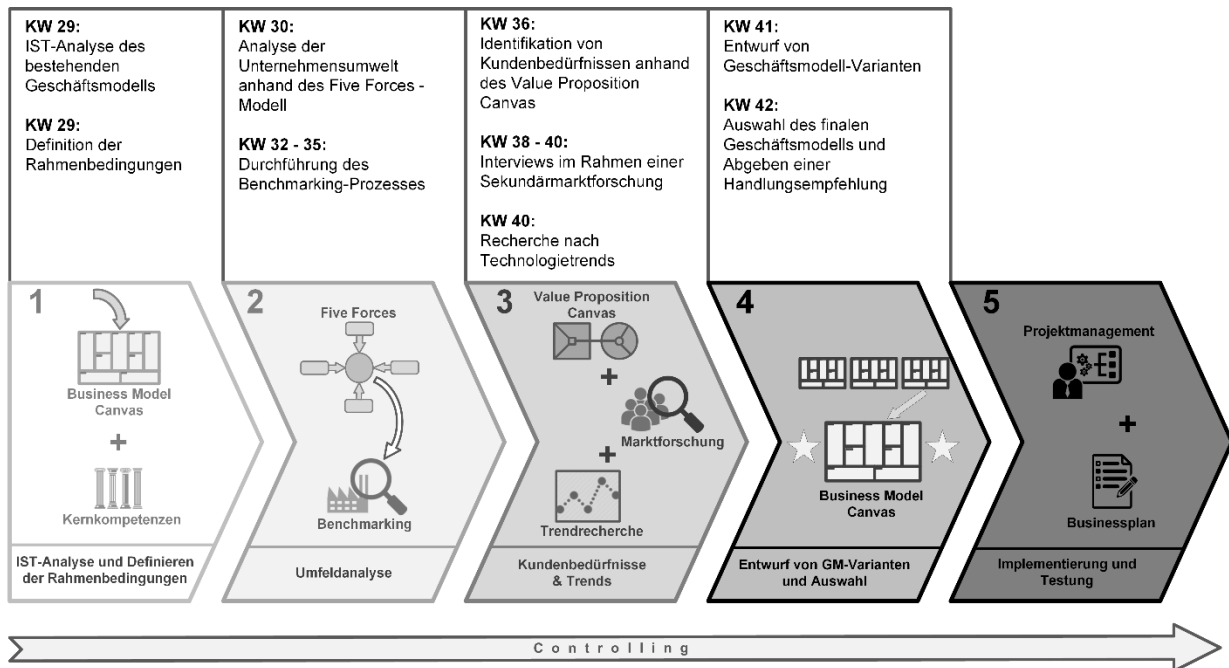 KW 29:
IST-Analyse des
bestehenden
Geschäftsmodells
KW 29:
Definition der
Rahmenbedingungen
KW 30:
Analyse der
Unternehmensumwelt
anhand des Five Forces -
Modell
KW 32 - 35:
Durchführung des
Benchmarking-Prozesses
KW 36:
Identifikation von
Kundenbedürfnissen anhand
des Value Proposition
Canvas
KW 38 - 40:
Interviews im Rahmen einer
Sekundärmarktforschung
KW 40:
Recherche nach
Technologietrends
KW 41:
Entwurf von
Geschäftsmodell-Varianten
KW 42:
Auswahl des finalen
Geschäftsmodells und
Abgeben einer
Handlungsempfehlung
1
Business Model
Canvas
+
Kernkompetenzen
IST-Analyse und Definieren
der Rahmenbedingungen
2
Five Forces
Benchmarking
Umfeldanalyse
3
Value Proposition
Canvas
+
Marktforschung
+
Trendrecherche
Kundenbedürfnisse
& Trends
4
Business Model
Canvas
Entwurf von GM-Varianten
und Auswahl
5
Projektmanagement
+
Businessplan
Implementierung und
Testung
Controlling